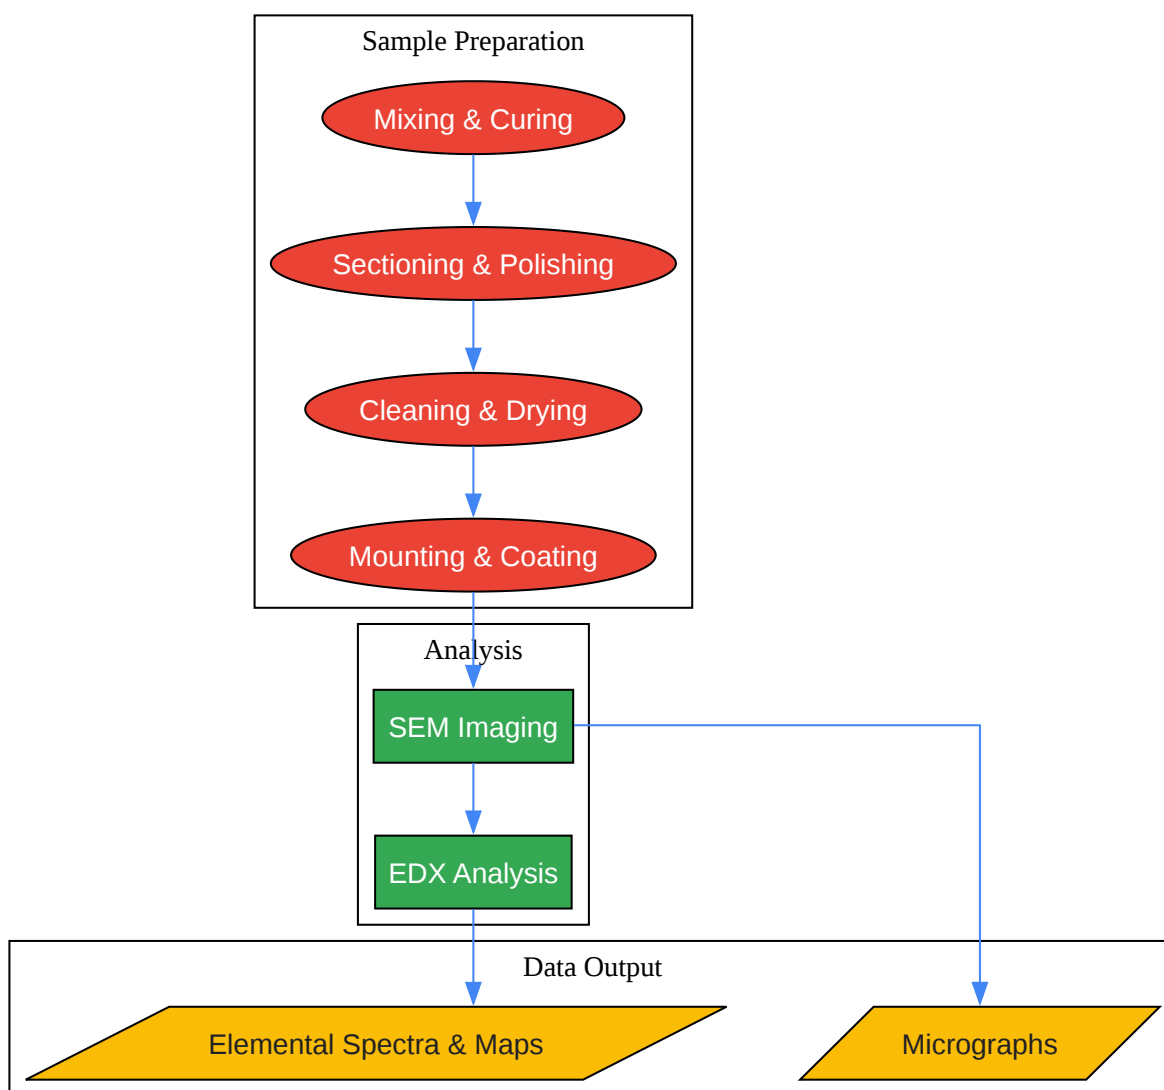 Sample Preparation
Mixing & Curing
Sectioning & Polishing
Cleaning & Drying
Mounting & Coating
Analysis
SEM Imaging
EDX Analysis
Data Output
Elemental Spectra & Maps
Micrographs